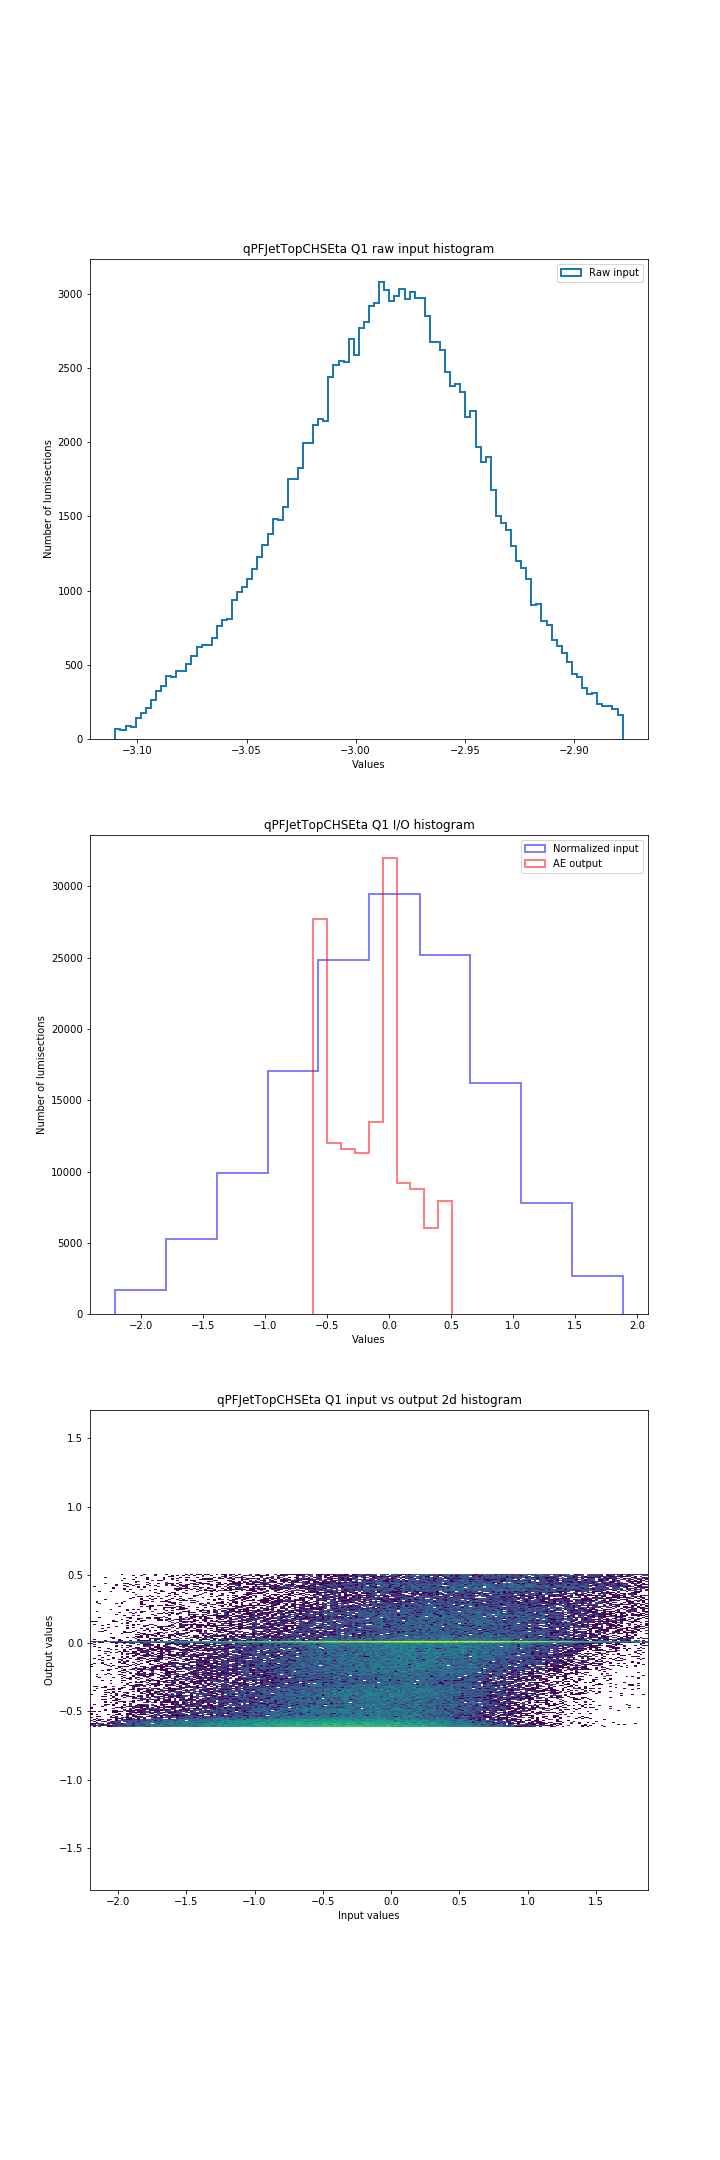 qPFJetTopCHSEta Q1 raw input histogram
Raw input
3000
2500
2000
1500
1000
500
0
Number of lumisections
−3.10 −3.05 −3.00 −2.95 −2.90
Values
qPFJetTopCHSEta Q1 I/O histogram
Normalized input
AE output
30000
25000
20000
15000
10000
5000
0
Number of lumisections
−2.0 −1.5 −1.0 −0.5 0.0 0.5 1.0 1.5 2.0
Values
qPFJetTopCHSEta Q1 input vs output 2d histogram
1.5
1.0
0.5
0.0
−0.5
−1.0
−1.5
Output values
−2.0 −1.5 −1.0 −0.5 0.0 0.5 1.0 1.5
Input values